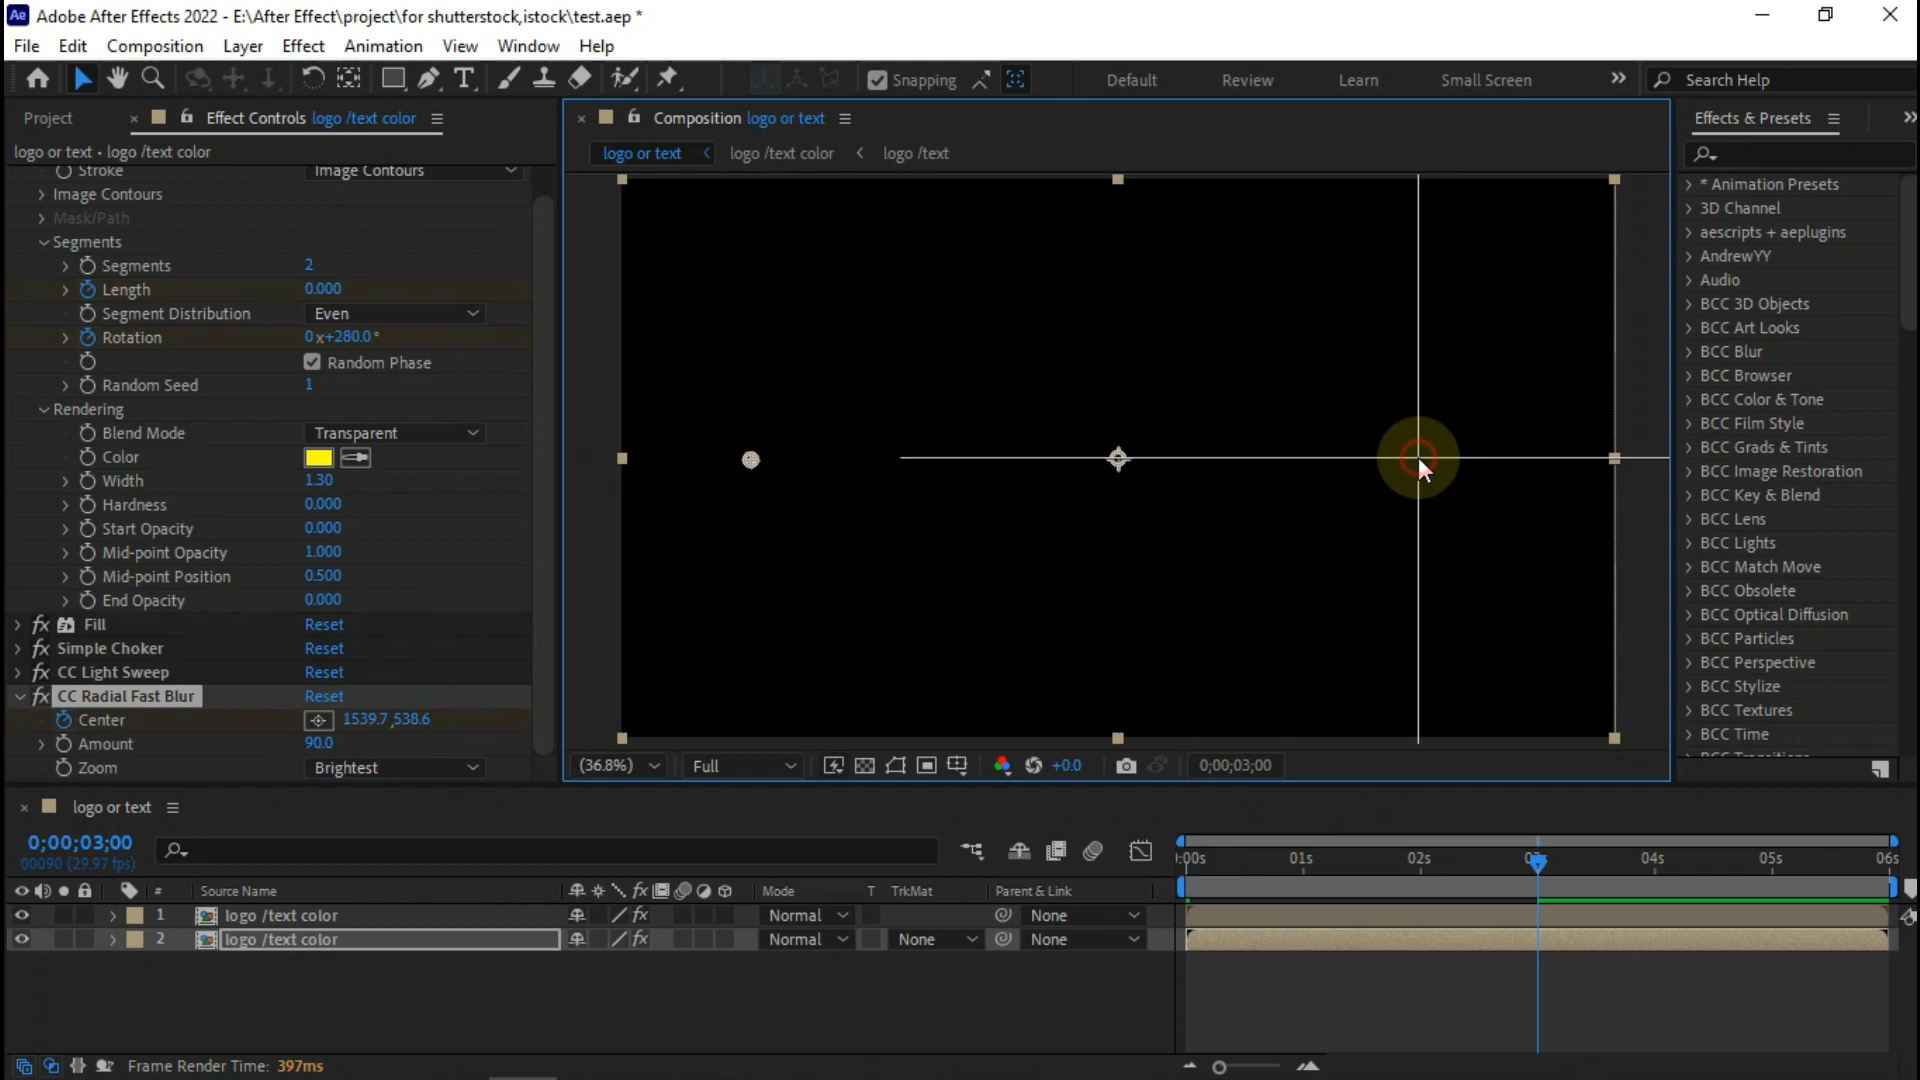 Ae Adobe After Effects 2022 - E:\After Effect\project\for shutterstock,istock\test.aep *
File Edit Composition Layer Effect Animation View Window Help
Snapping Default Review Learn Small Screen Search Help
Project Effect Controls logo /text color
Composition logo or text
Effects & Presets
logo or text • logo /text color
logo or text logo /text color logo /text
Stroke Image Contours
Image Contours
Mask/Path
Segments
Segments 2
Length 0.000
Segment Distribution Even
Rotation 0x+280.0°
Random Phase
Random Seed 1
Rendering
Blend Mode Transparent
Color
Width 1.30
Hardness 0.000
Start Opacity 0.000
Mid-point Opacity 1.000
Mid-point Position 0.500
End Opacity 0.000
fx Fill Reset
fx Simple Choker Reset
fx CC Light Sweep Reset
fx CC Radial Fast Blur Reset
Center 1539.7,538.6
Amount 90.0
Zoom Brightest
(36.8%) Full +0.0 0;00;03;00
* Animation Presets
3D Channel
aescripts + aeplugins
AndrewYY
Audio
BCC 3D Objects
BCC Art Looks
BCC Blur
BCC Browser
BCC Color & Tone
BCC Film Style
BCC Grads & Tints
BCC Image Restoration
BCC Key & Blend
BCC Lens
BCC Lights
BCC Match Move
BCC Obsolete
BCC Optical Diffusion
BCC Particles
BCC Perspective
BCC Stylize
BCC Textures
BCC Time
BCC Transitions
logo or text
0;00;03;00
00090 (29.97 fps)
:00s 01s 02s 03s 04s 05s 06s
# Source Name fx Mode T TrkMat Parent & Link
1 logo /text color fx Normal None
2 logo /text color fx Normal None None
Frame Render Time: 397ms